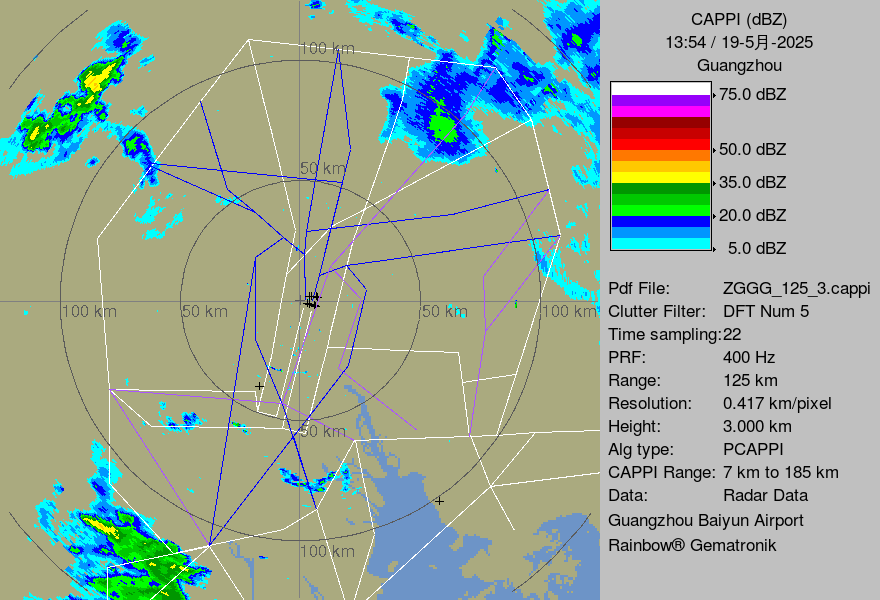 CAPPI (dBZ)
13:54 / 19-5月-2025
Guangzhou
75.0 dBZ
50.0 dBZ
35.0 dBZ
20.0 dBZ
5.0 dBZ
Pdf File: ZGGG_125_3.cappi
Clutter Filter: DFT Num 5
Time sampling:22
PRF: 400 Hz
Range: 125 km
Resolution: 0.417 km/pixel
Height: 3.000 km
Alg type: PCAPPI
CAPPI Range: 7 km to 185 km
Data: Radar Data
Guangzhou Baiyun Airport
Rainbow® Gematronik
100 km
50 km
100 km
50 km
50 km
100 km
50 km
100 km